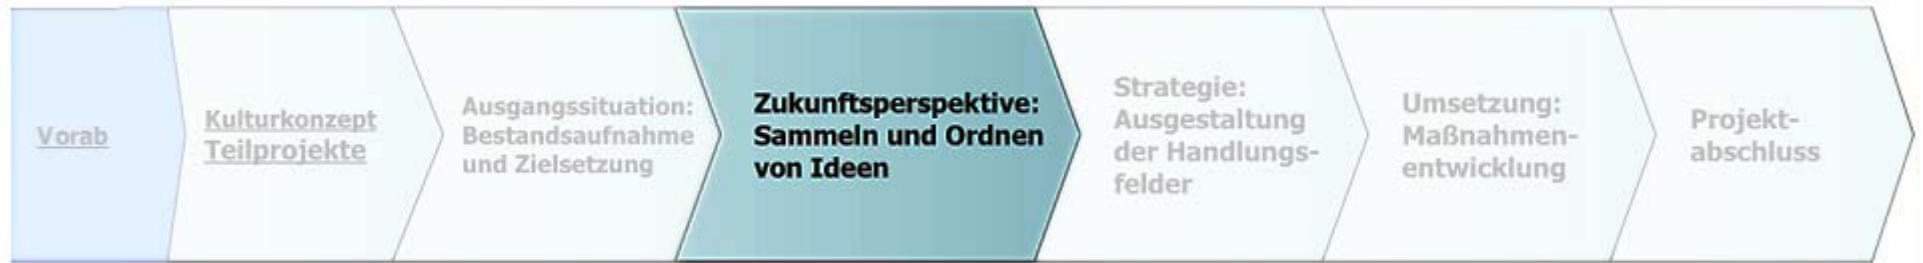 Vorab
Kulturkonzept
Teilprojekte
Ausgangssituation:
Bestandsaufnahme
und Zielsetzung
Zukunftsperspektive:
Sammeln und Ordnen
von Ideen
Strategie:
Ausgestaltung
der Handlungs-
felder
Umsetzung:
Maßnahmen-
entwicklung
Projekt-
abschluss